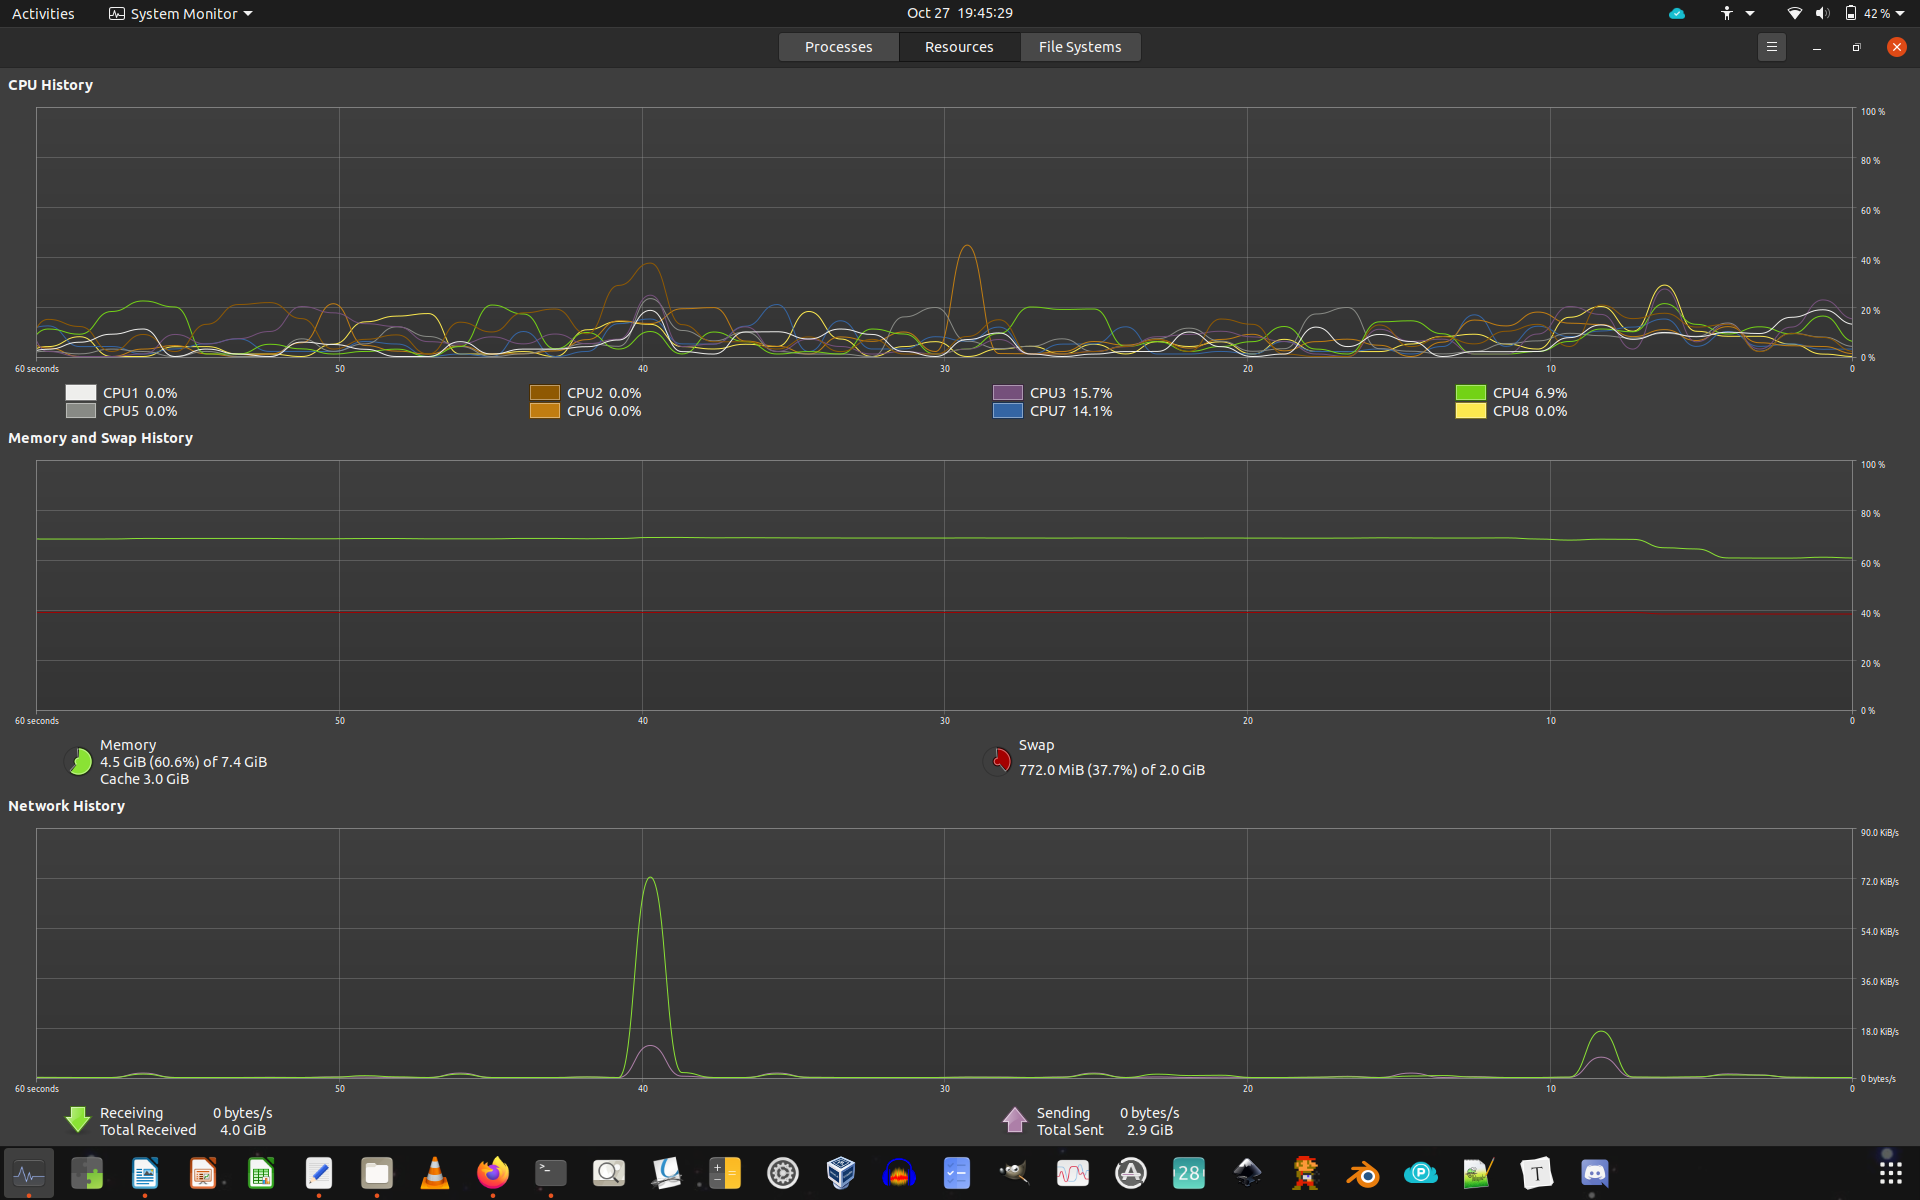 Activities System Monitor Oct 27 19:45:29 42 %
Processes Resources File Systems
CPU History
100 %
80 %
60 %
40 %
20 %
0 %
60 seconds 50 40 30 20 10 0
CPU1 0.0% CPU2 0.0% CPU3 15.7% CPU4 6.9%
CPU5 0.0% CPU6 0.0% CPU7 14.1% CPU8 0.0%
Memory and Swap History
100 %
80 %
60 %
40 %
20 %
0 %
60 seconds 50 40 30 20 10 0
Memory
4.5 GiB (60.6%) of 7.4 GiB
Cache 3.0 GiB
Swap
772.0 MiB (37.7%) of 2.0 GiB
Network History
90.0 KiB/s
72.0 KiB/s
54.0 KiB/s
36.0 KiB/s
18.0 KiB/s
0 bytes/s
60 seconds 50 40 30 20 10 0
Receiving 0 bytes/s
Total Received 4.0 GiB
Sending 0 bytes/s
Total Sent 2.9 GiB
28 T